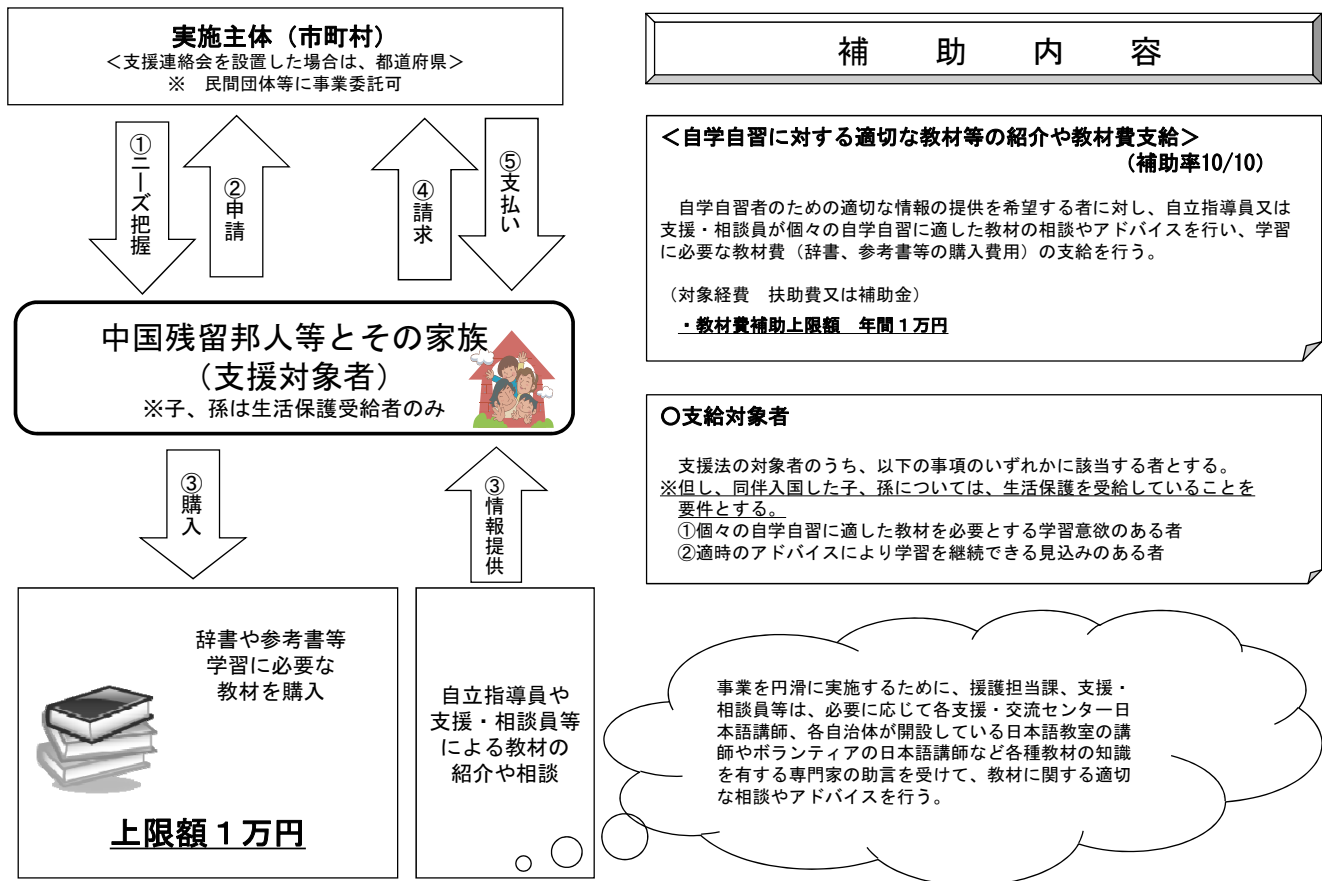 実施主体（市町村）
＜支援連絡会を設置した場合は、都道府県＞
※　民間団体等に事業委託可
①ニーズ把握
②申請
④請求
⑤支払い
中国残留邦人等とその家族
（支援対象者）
※子、孫は生活保護受給者のみ
③購入
③情報提供
辞書や参考書等
学習に必要な
教材を購入
上限額１万円
自立指導員や
支援・相談員等
による教材の
紹介や相談
補　助　内　容
＜自学自習に対する適切な教材等の紹介や教材費支給＞
（補助率10/10）
自学自習者のための適切な情報の提供を希望する者に対し、自立指導員又は
支援・相談員が個々の自学自習に適した教材の相談やアドバイスを行い、学習
に必要な教材費（辞書、参考書等の購入費用）の支給を行う。
（対象経費　扶助費又は補助金）
・教材費補助上限額　年間１万円
〇支給対象者
支援法の対象者のうち、以下の事項のいずれかに該当する者とする。
※但し、同伴入国した子、孫については、生活保護を受給していることを
要件とする。
①個々の自学自習に適した教材を必要とする学習意欲のある者
②適時のアドバイスにより学習を継続できる見込みのある者
事業を円滑に実施するために、援護担当課、支援・
相談員等は、必要に応じて各支援・交流センター日
本語講師、各自治体が開設している日本語教室の講
師やボランティアの日本語講師など各種教材の知識
を有する専門家の助言を受けて、教材に関する適切
な相談やアドバイスを行う。